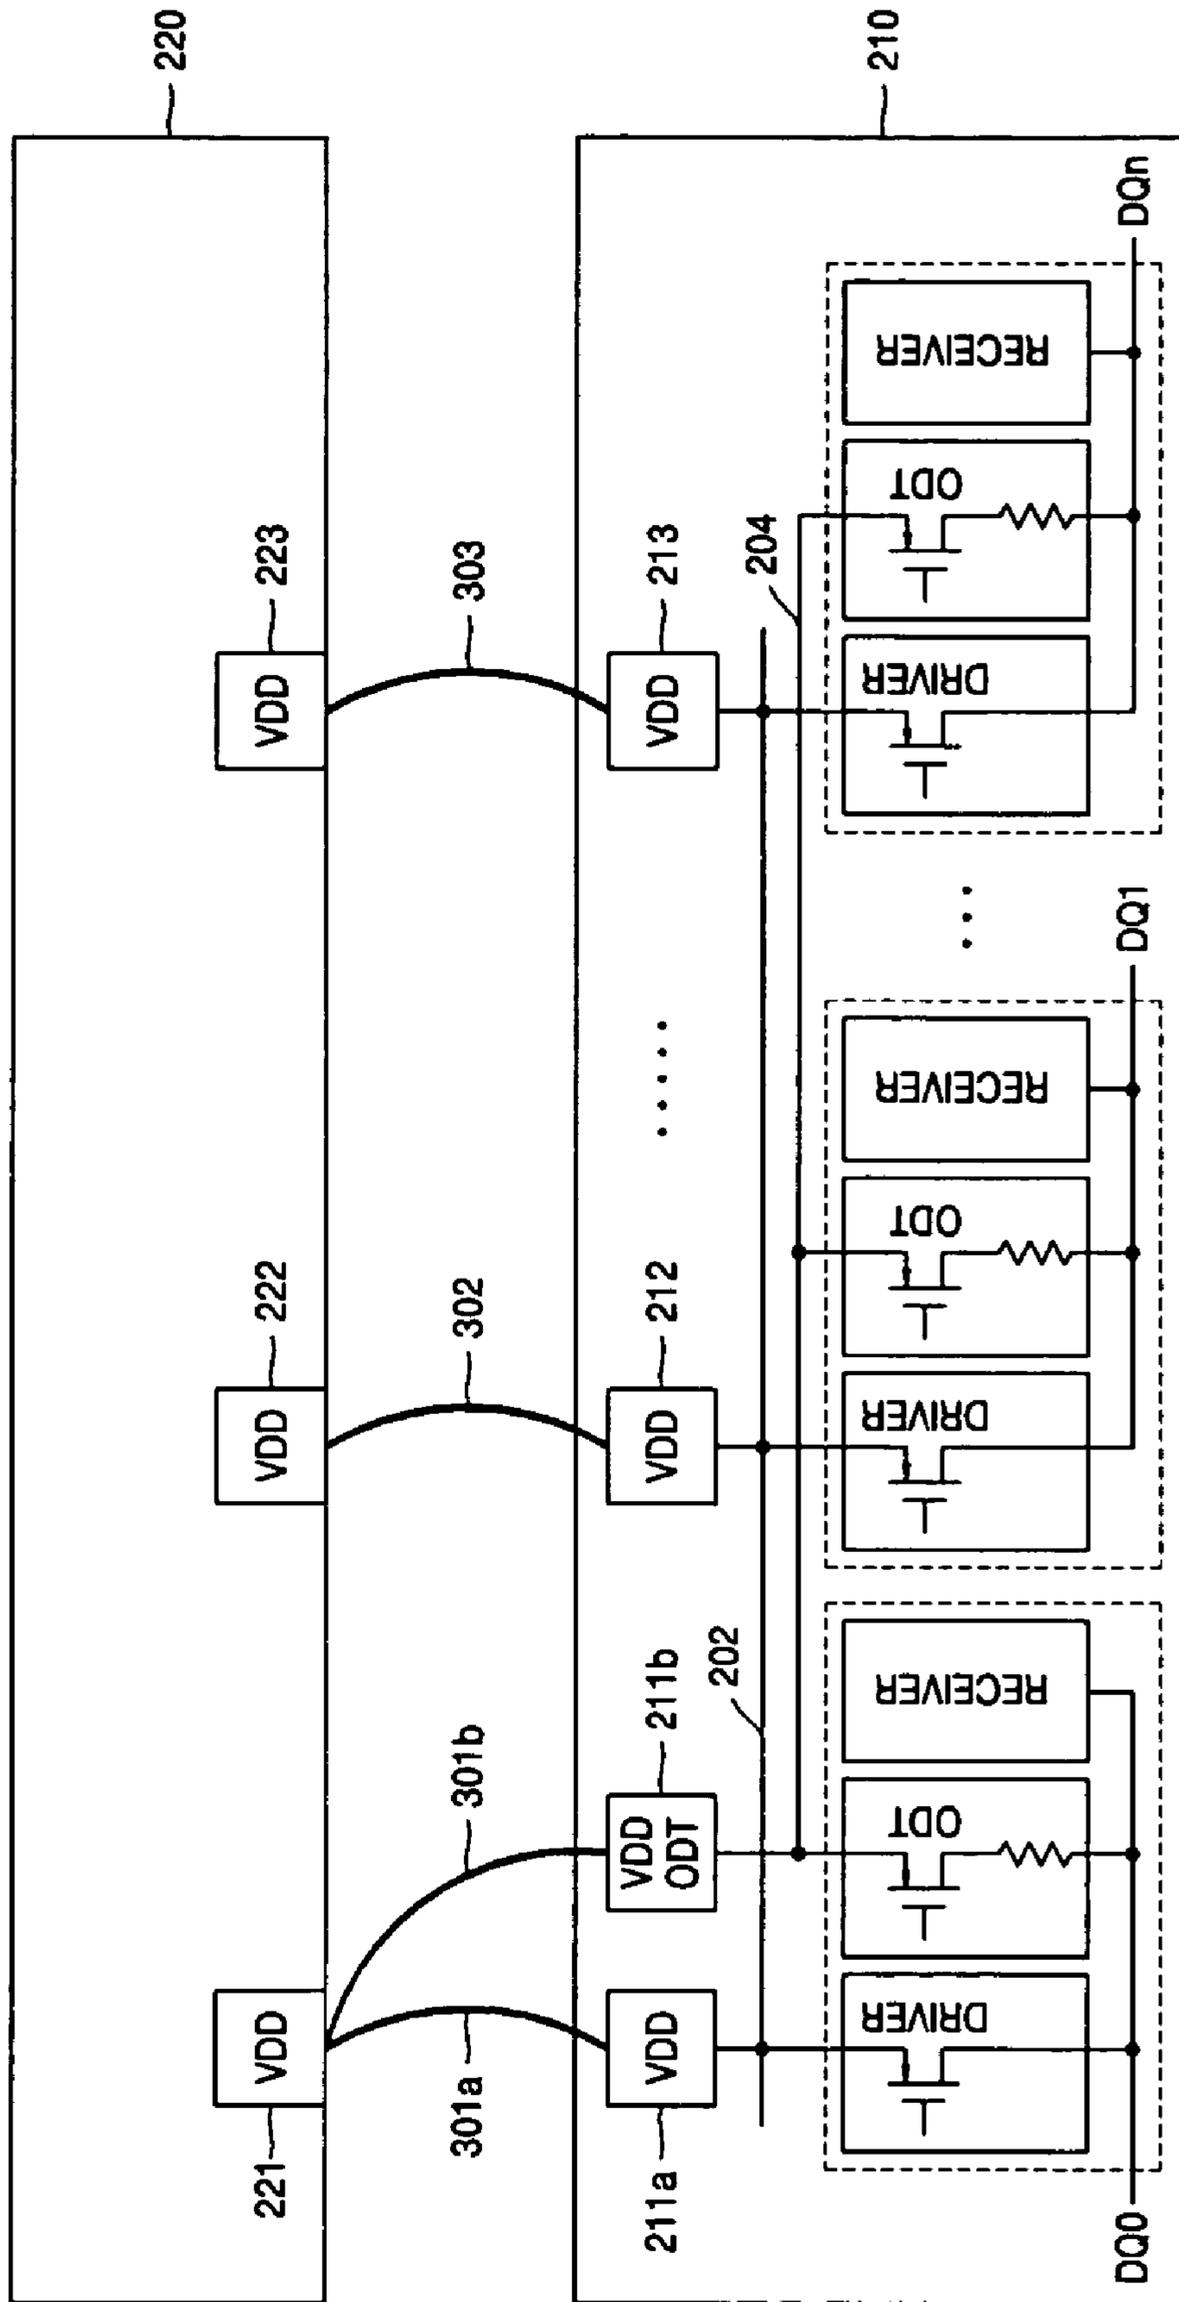 220
221
VDD
222
VDD
223
VDD
301a
301b
302
303
210
211a
VDD
VDD
ODT
211b
VDD
212
VDD
213
202
204
DRIVER
ODT
RECEIVER
DRIVER
ODT
RECEIVER
DRIVER
ODT
RECEIVER
DQ0
DQ1
DQn